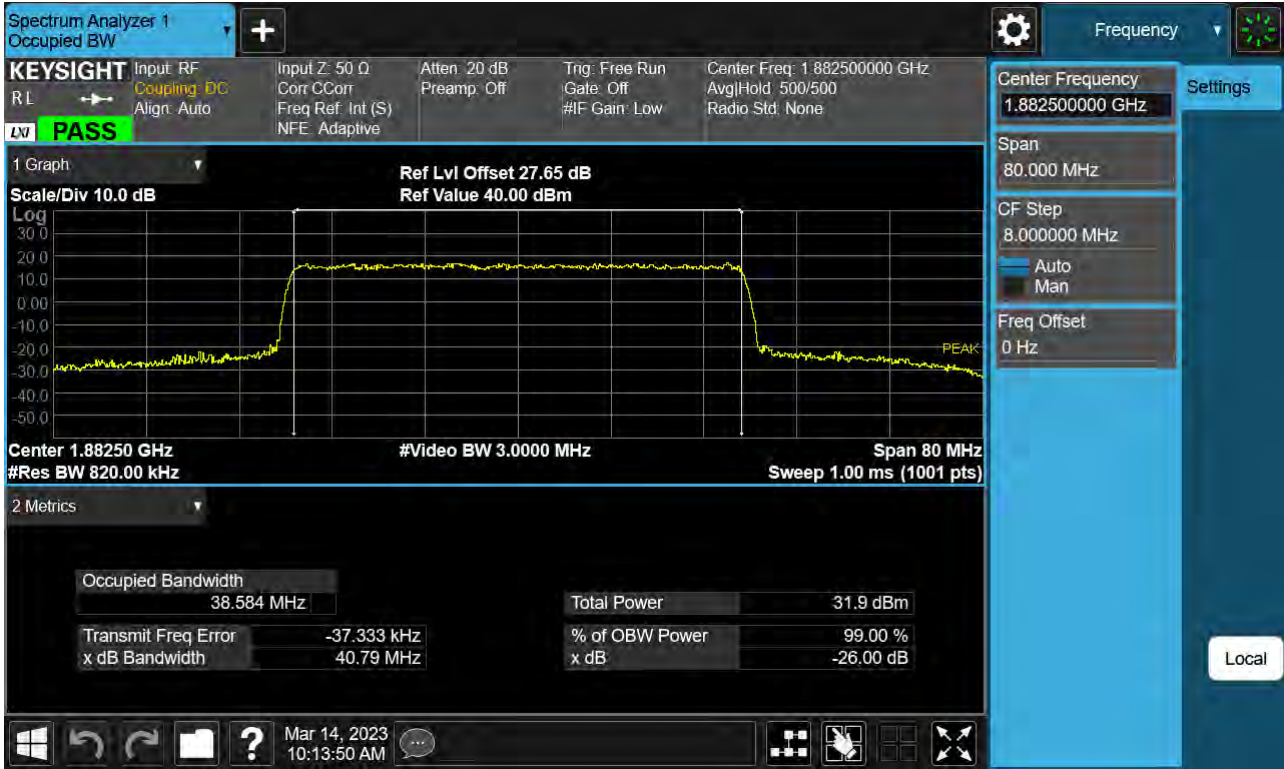 Spectrum Analyzer 1
Occupied BW
+
Frequency
KEYSIGHT
RL
LXI
PASS
Input: RF
Coupling: DC
Align: Auto
Input Z: 50 Ω
Corr CCorr
Freq Ref: Int (S)
NFE: Adaptive
Atten: 20 dB
Preamp: Off
Trig: Free Run
Gate: Off
#IF Gain: Low
Center Freq: 1.882500000 GHz
Avg|Hold: 500/500
Radio Std: None
Center Frequency
1.882500000 GHz
Settings
Span
80.000 MHz
CF Step
8.000000 MHz
Auto
Man
Freq Offset
0 Hz
Local
1 Graph
Scale/Div 10.0 dB
Ref Lvl Offset 27.65 dB
Ref Value 40.00 dBm
Log
30.0
20.0
10.0
0.00
-10.0
-20.0
-30.0
-40.0
-50.0
PEAK
Center 1.88250 GHz
#Video BW 3.0000 MHz
Span 80 MHz
#Res BW 820.00 kHz
Sweep 1.00 ms (1001 pts)
2 Metrics
Occupied Bandwidth
38.584 MHz
Total Power 31.9 dBm
Transmit Freq Error -37.333 kHz
% of OBW Power 99.00 %
x dB Bandwidth 40.79 MHz
x dB -26.00 dB
?
Mar 14, 2023
10:13:50 AM